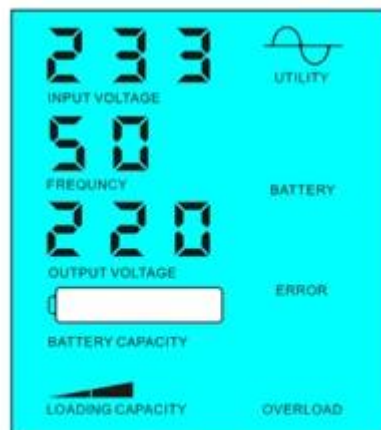 233
INPUT VOLTAGE
UTILITY
50
FREQUNCY
BATTERY
220
OUTPUT VOLTAGE
ERROR
BATTERY CAPACITY
LOADING CAPACITY
OVERLOAD